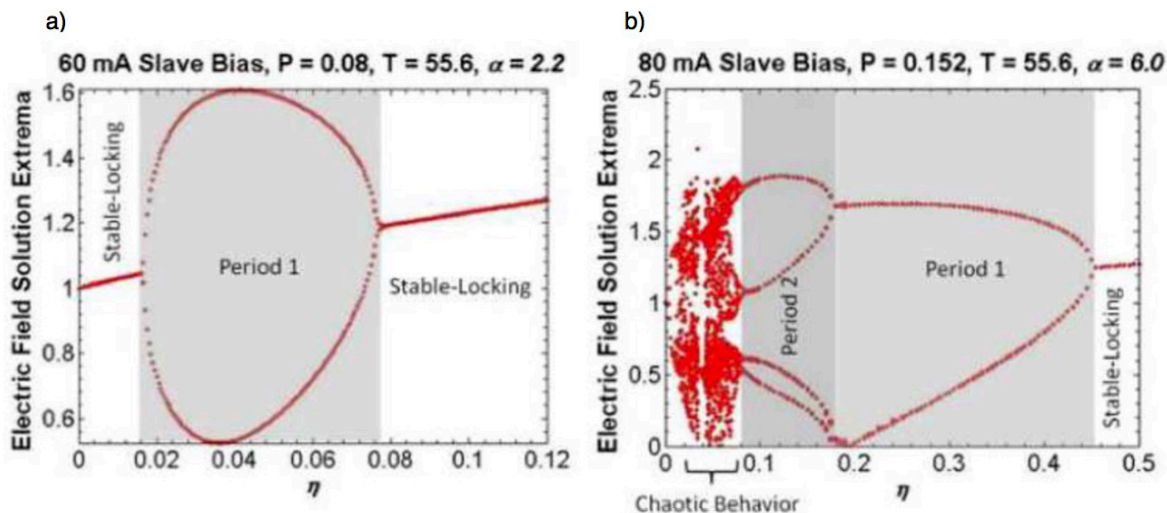 a)
60 mA Slave Bias, P = 0.08, T = 55.6, α = 2.2
Electric Field Solution Extrema
1.6
1.4
1.2
1
0.8
0.6
Stable-Locking
Period 1
Stable-Locking
0 0.02 0.04 0.06 0.08 0.1 0.12
η
b)
80 mA Slave Bias, P = 0.152, T = 55.6, α = 6.0
Electric Field Solution Extrema
2.5
2
1.5
1
0.5
0
Period 2
Period 1
Stable-Locking
0 0.1 0.2 0.3 0.4 0.5
η
Chaotic Behavior